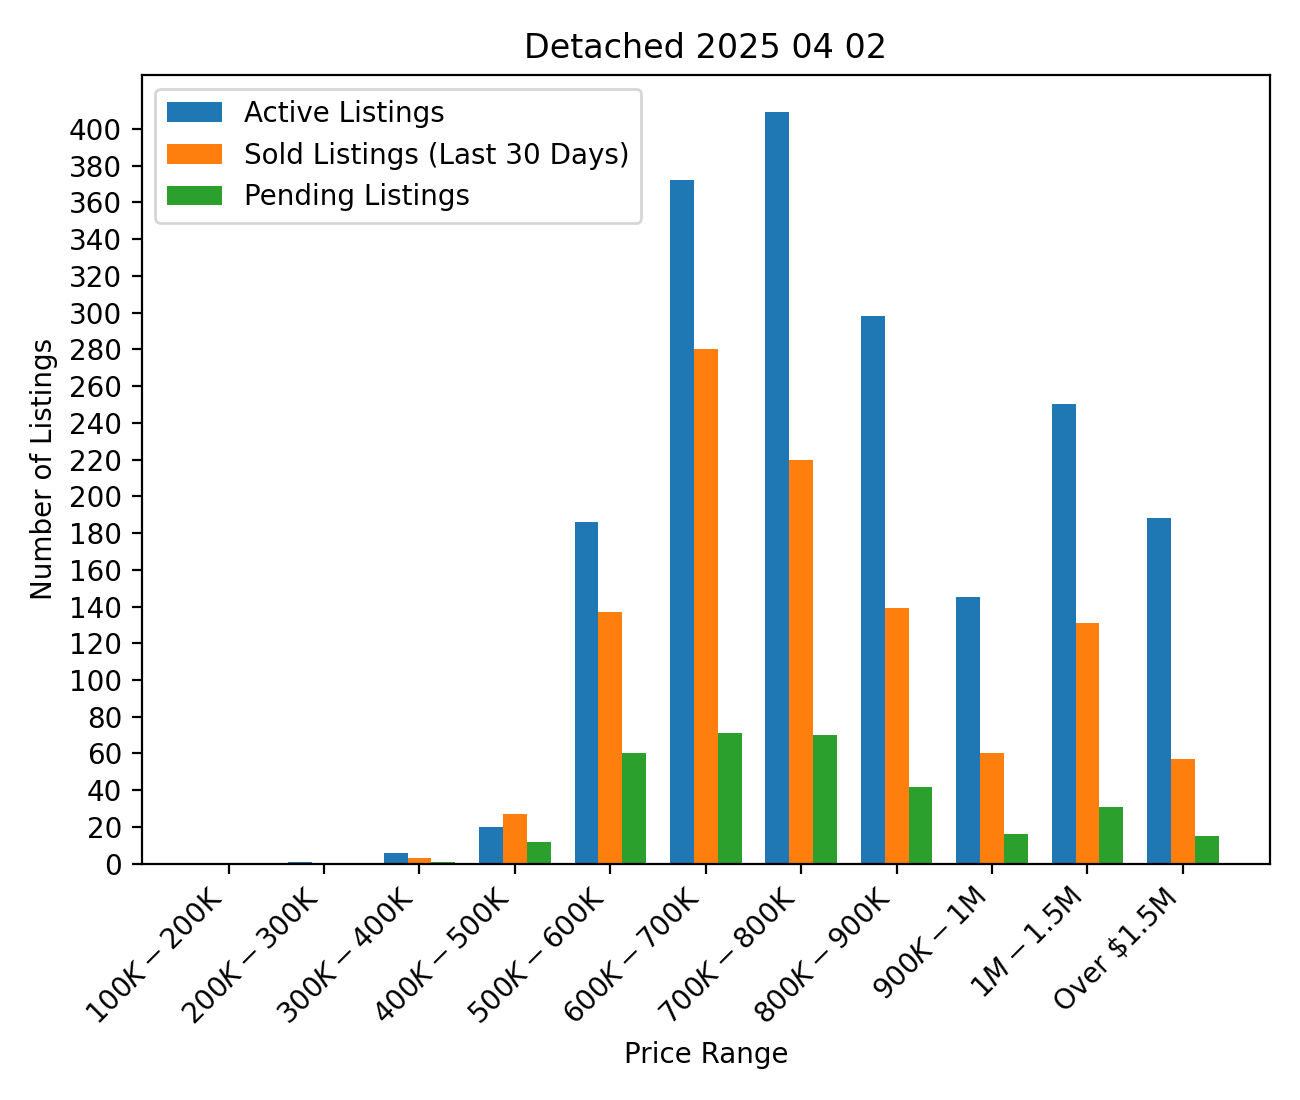 Detached 2025 04 02
Active Listings
Sold Listings (Last 30 Days)
Pending Listings
400
380
360
340
320
300
280
260
240
220
200
180
160
140
120
100
80
60
40
20
0
Number of Listings
100K − 200K
200K − 300K
300K − 400K
400K − 500K
500K − 600K
600K − 700K
700K − 800K
800K − 900K
900K − 1M
1M − 1.5M
Over $1.5M
Price Range